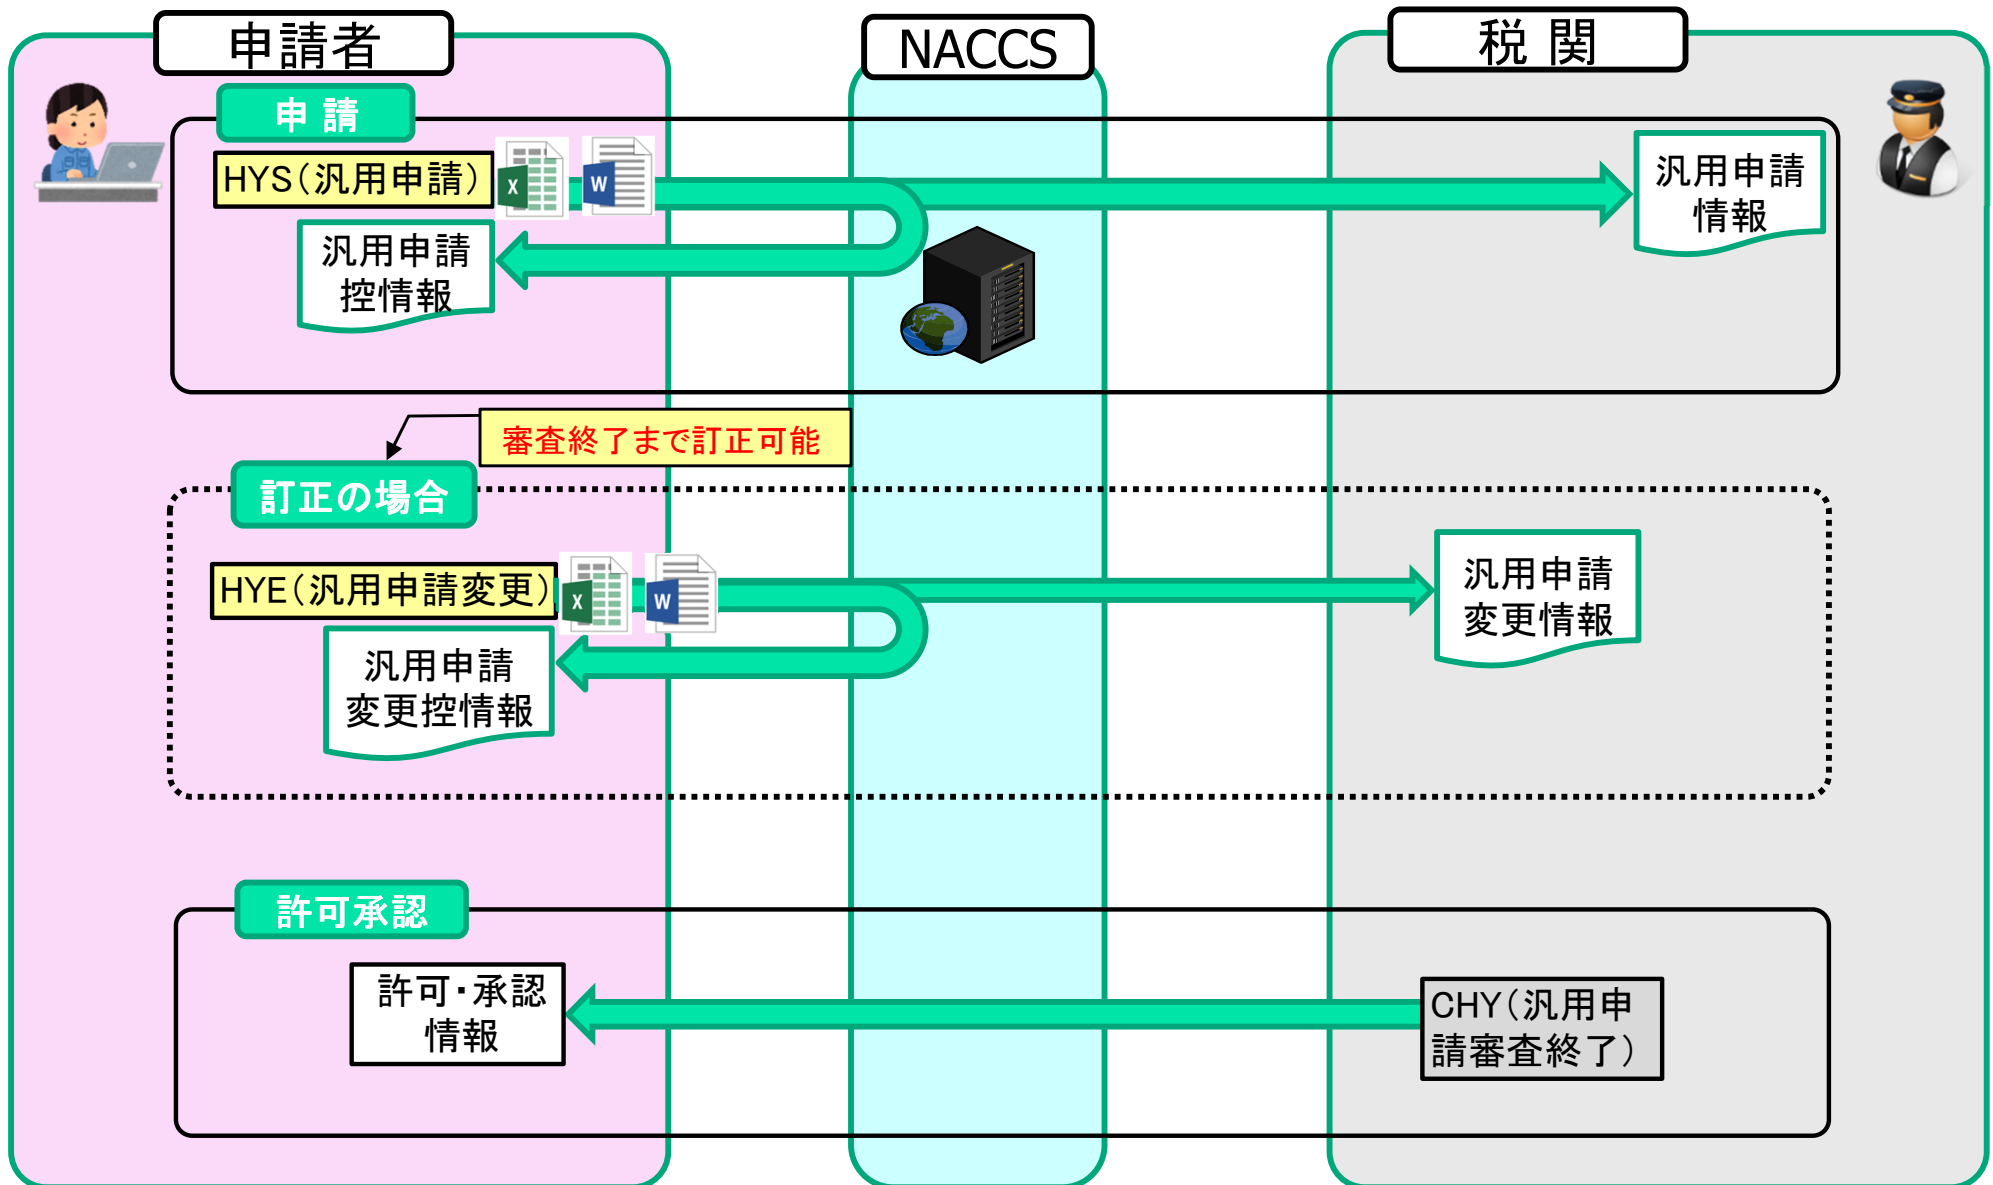 申請者
NACCS
税 関
申 請
HYS（汎用申請）
X
W
汎用申請
控情報
汎用申請
情報
審査終了まで訂正可能
訂正の場合
HYE（汎用申請変更）
X
W
汎用申請
変更控情報
汎用申請
変更情報
許可承認
許可・承認
情報
CHY（汎用申
請審査終了）